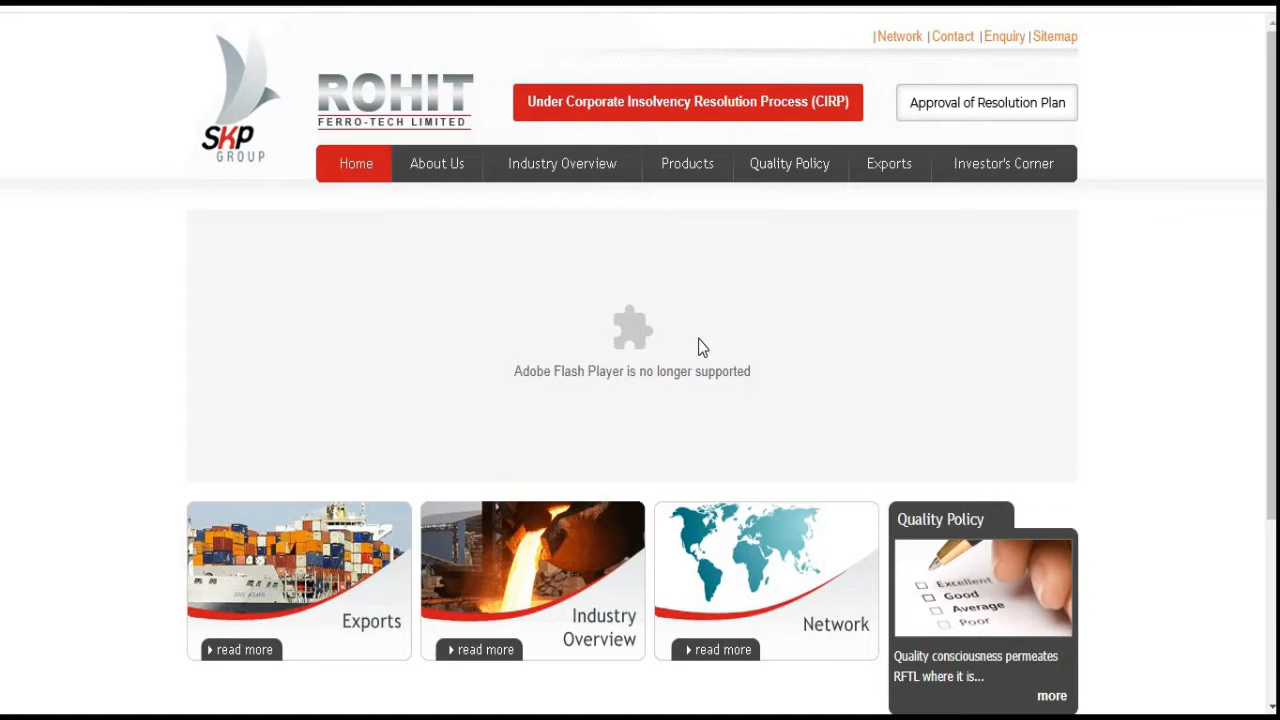 |Network |Contact |Enquiry |Sitemap
SKP
GROUP
ROHIT
FERRO-TECH LIMITED
Under Corporate Insolvency Resolution Process (CIRP)
Approval of Resolution Plan
Home About Us Industry Overview Products Quality Policy Exports Investor's Corner
Adobe Flash Player is no longer supported
Exports
read more
Industry
Overview
read more
Network
read more
Quality Policy
Excellent
Good
Average
Poor
Quality consciousness permeates
RFTL where it is...
more